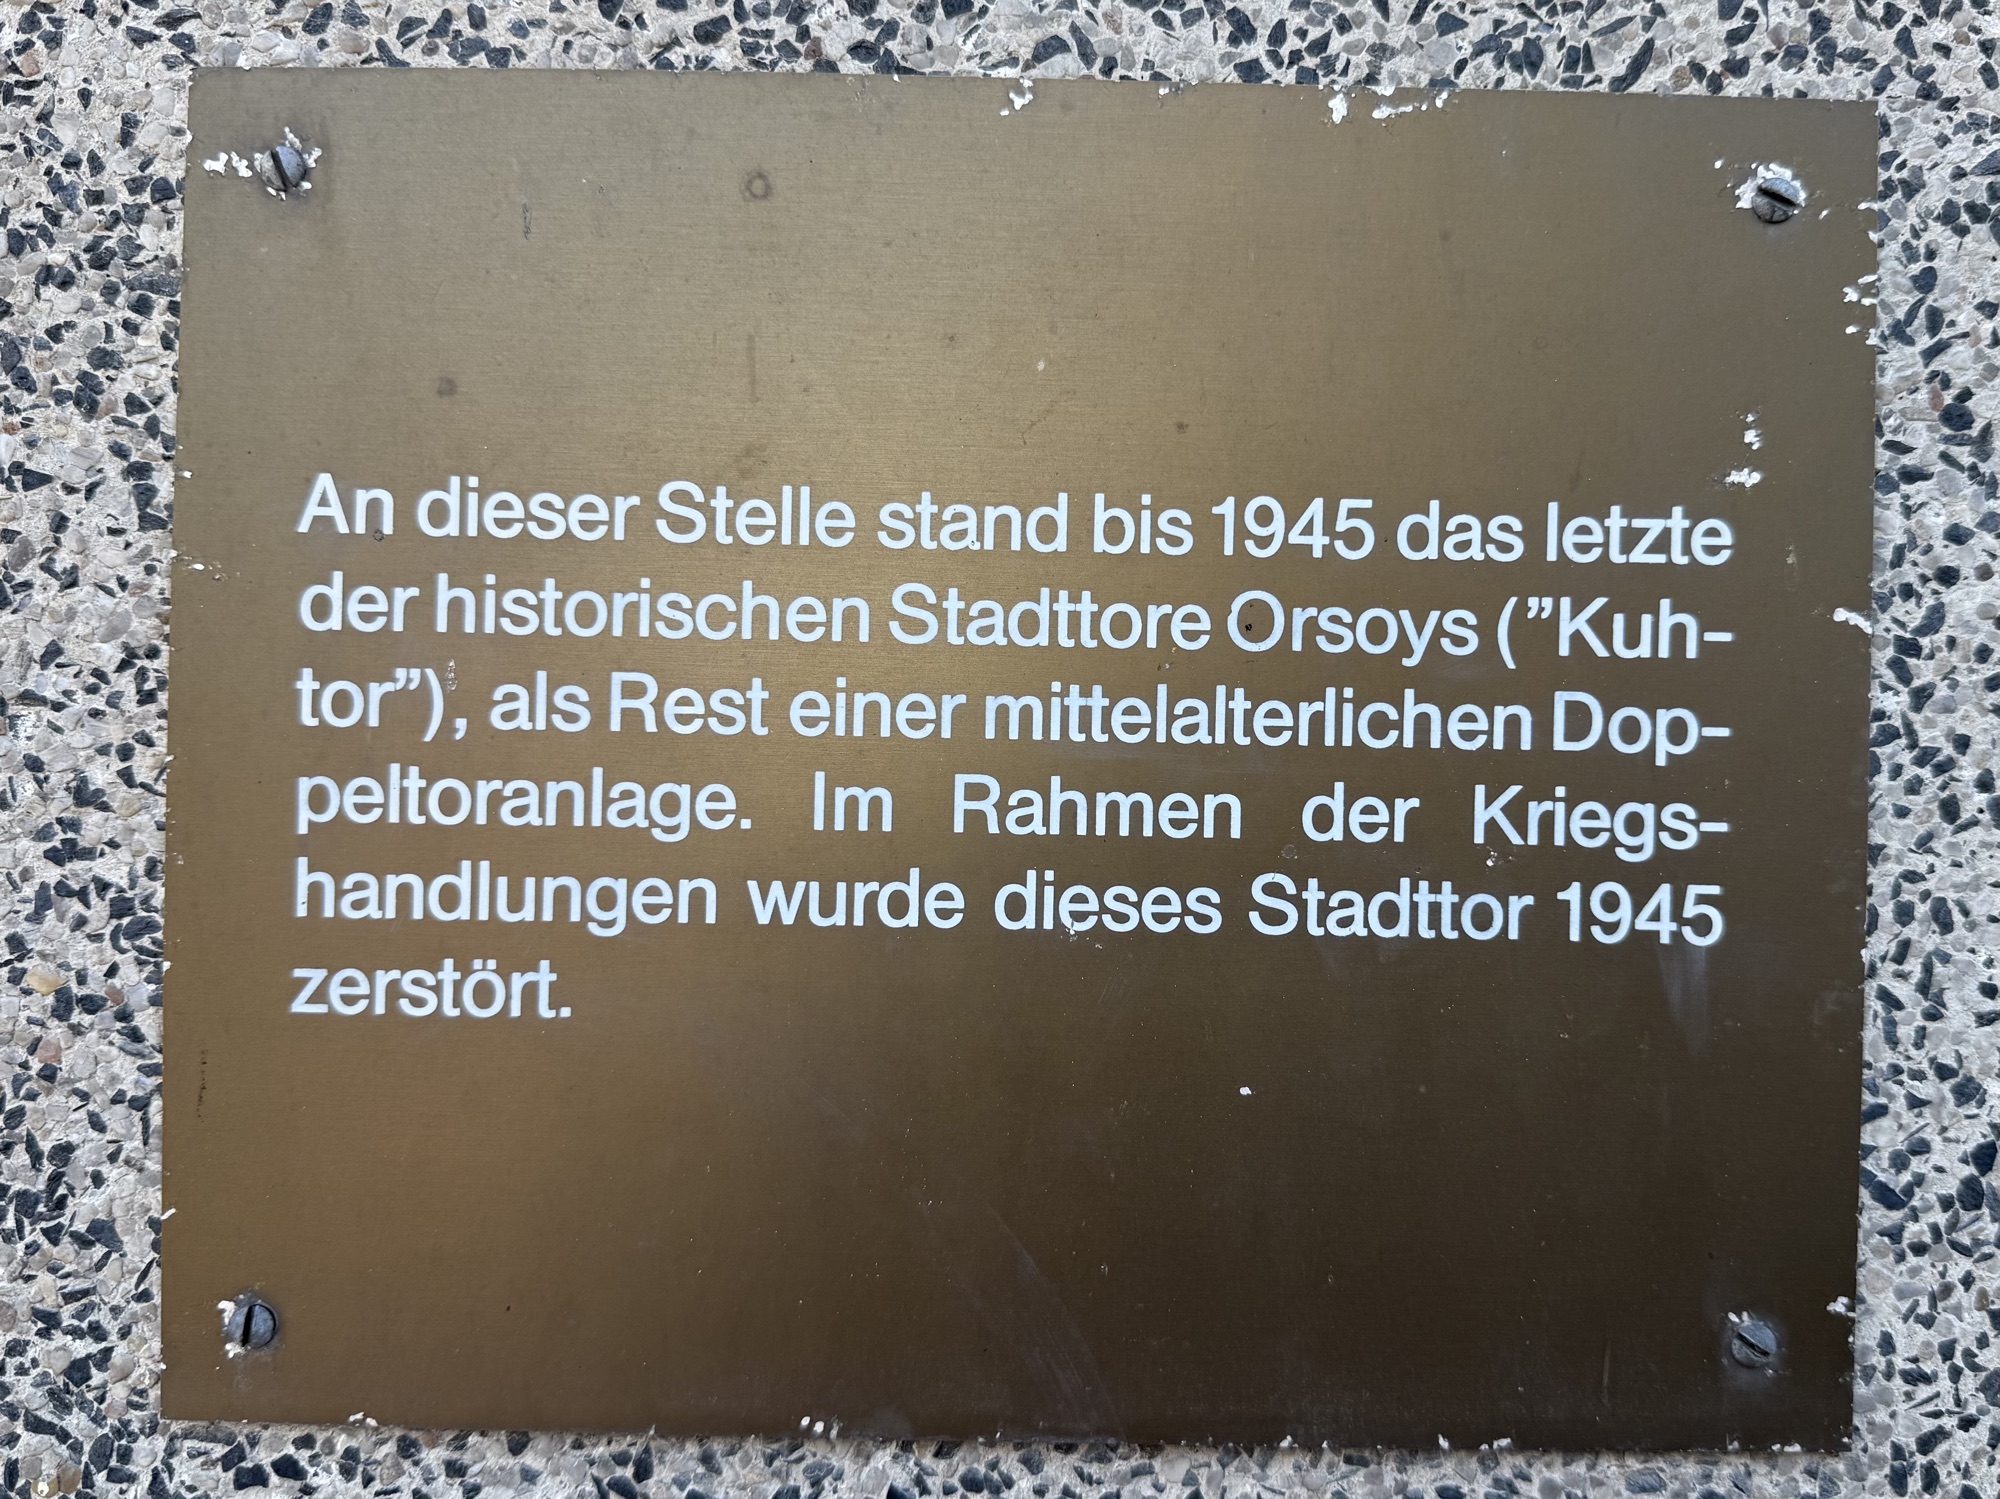 An dieser Stelle stand bis 1945 das letzte
der historischen Stadttore Orsoys (”Kuh-
tor”), als Rest einer mittelalterlichen Dop-
peltoranlage. Im Rahmen der Kriegs-
handlungen wurde dieses Stadttor 1945
zerstört.